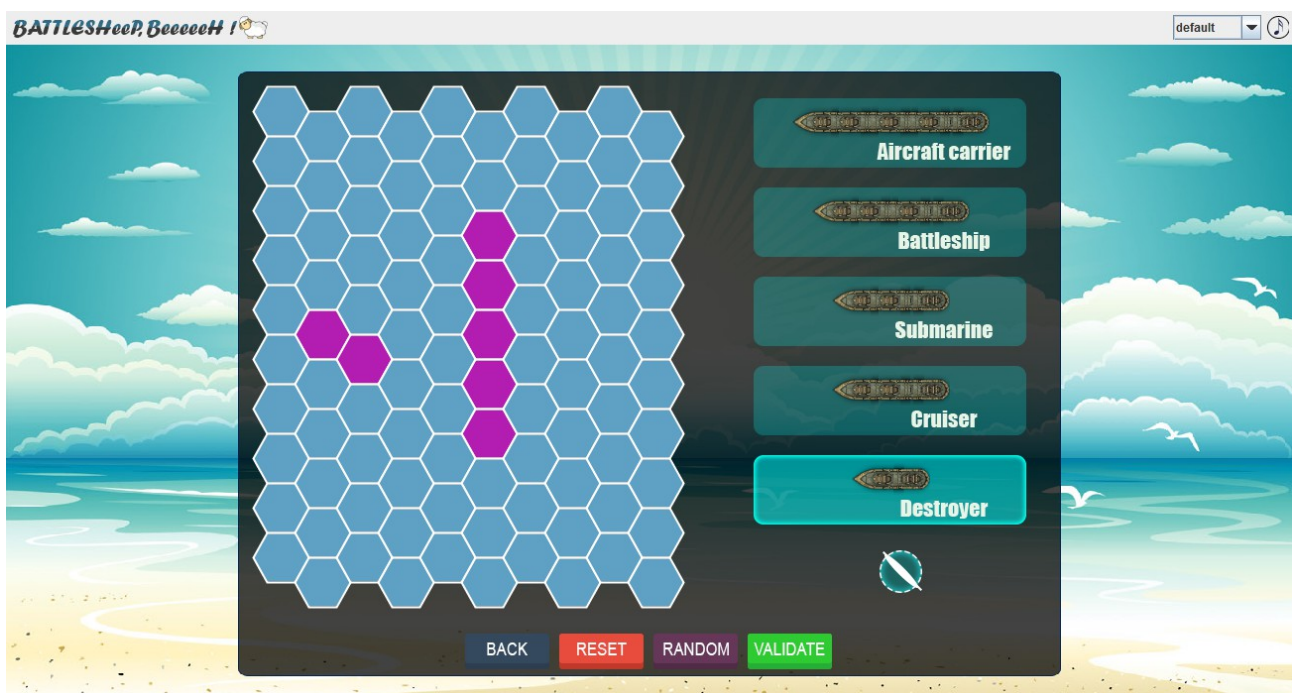 BATTLESHeeP, BeeeeeH !
default
Aircraft carrier
Battleship
Submarine
Cruiser
Destroyer
BACK RESET RANDOM VALIDATE